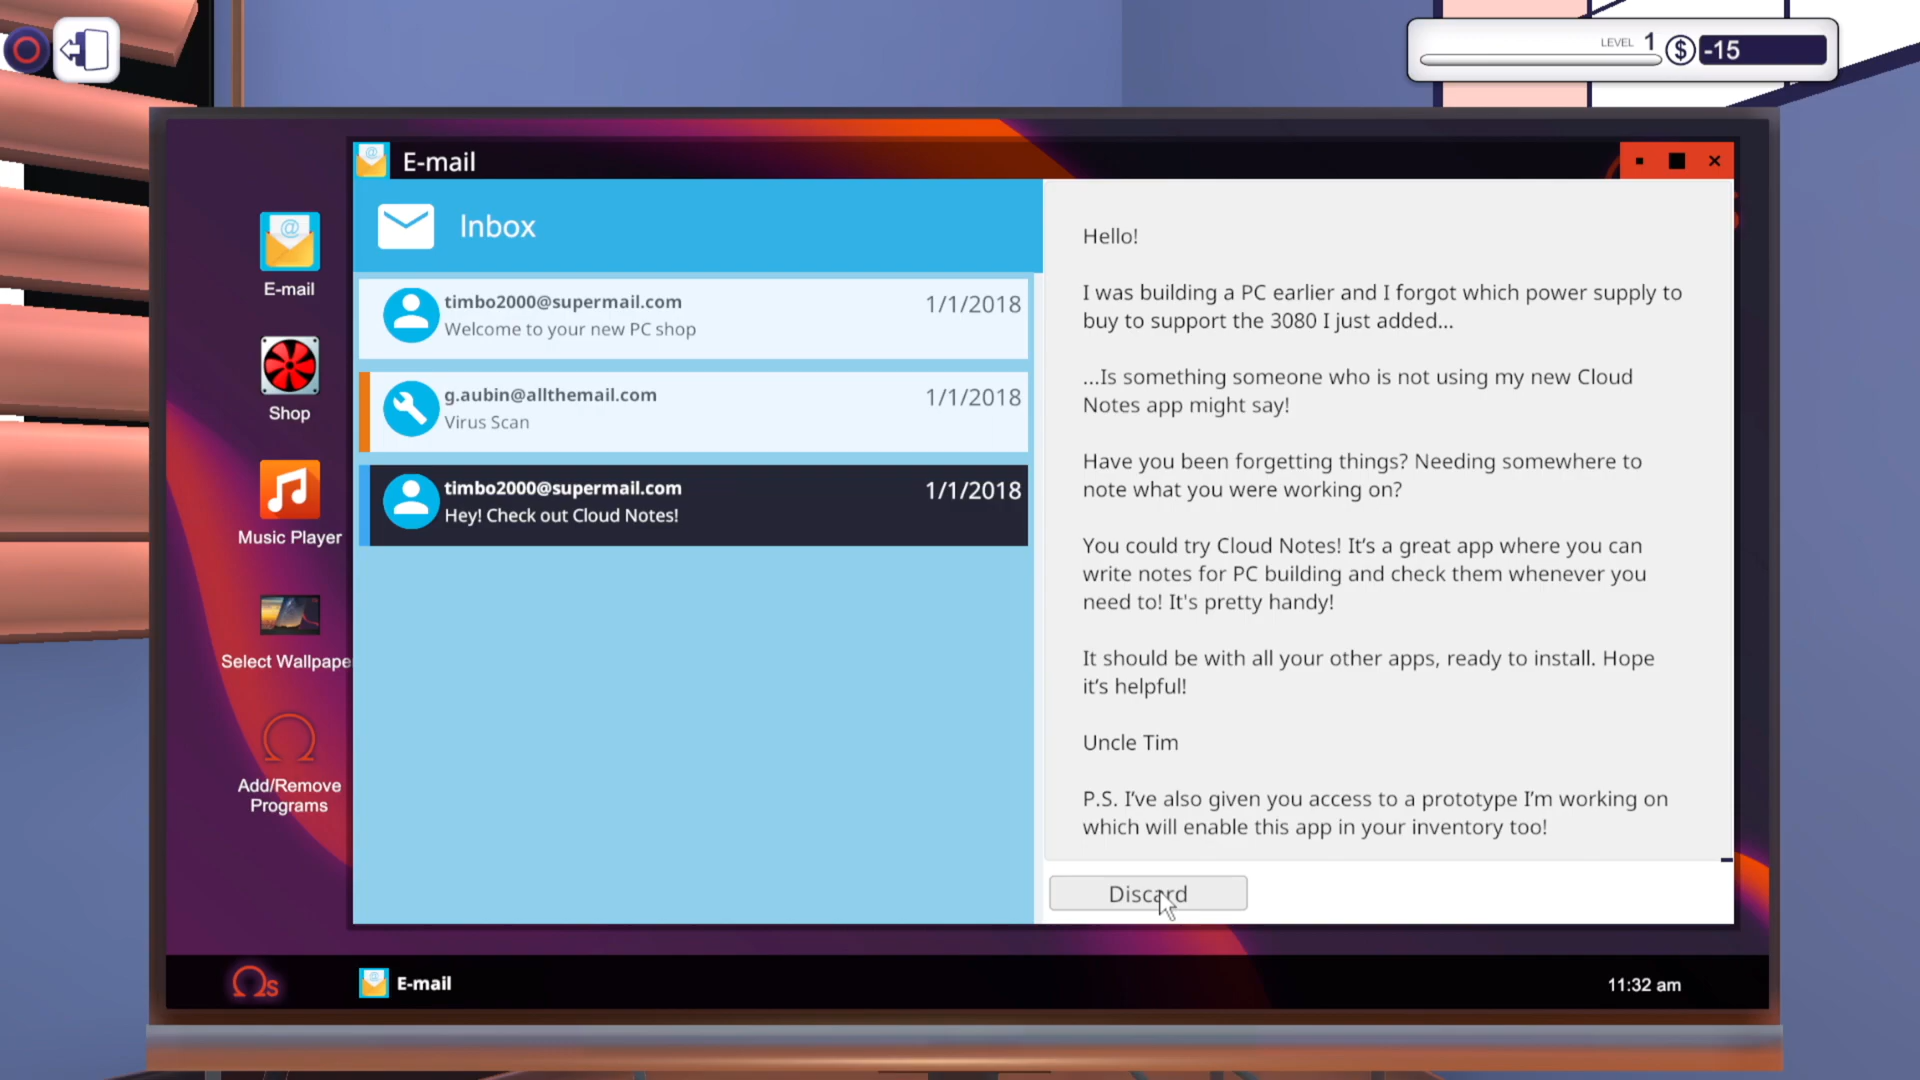 LEVEL 1 $ -15
E-mail
Inbox
timbo2000@supermail.com 1/1/2018
Welcome to your new PC shop
g.aubin@allthemail.com 1/1/2018
Virus Scan
timbo2000@supermail.com 1/1/2018
Hey! Check out Cloud Notes!
E-mail
Shop
Music Player
Select Wallpape
Add/Remove
Programs
Hello!
I was building a PC earlier and I forgot which power supply to
buy to support the 3080 I just added...
...Is something someone who is not using my new Cloud
Notes app might say!
Have you been forgetting things? Needing somewhere to
note what you were working on?
You could try Cloud Notes! It's a great app where you can
write notes for PC building and check them whenever you
need to! It's pretty handy!
It should be with all your other apps, ready to install. Hope
it's helpful!
Uncle Tim
P.S. I've also given you access to a prototype I'm working on
which will enable this app in your inventory too!
Discard
Ωs
E-mail
11:32 am